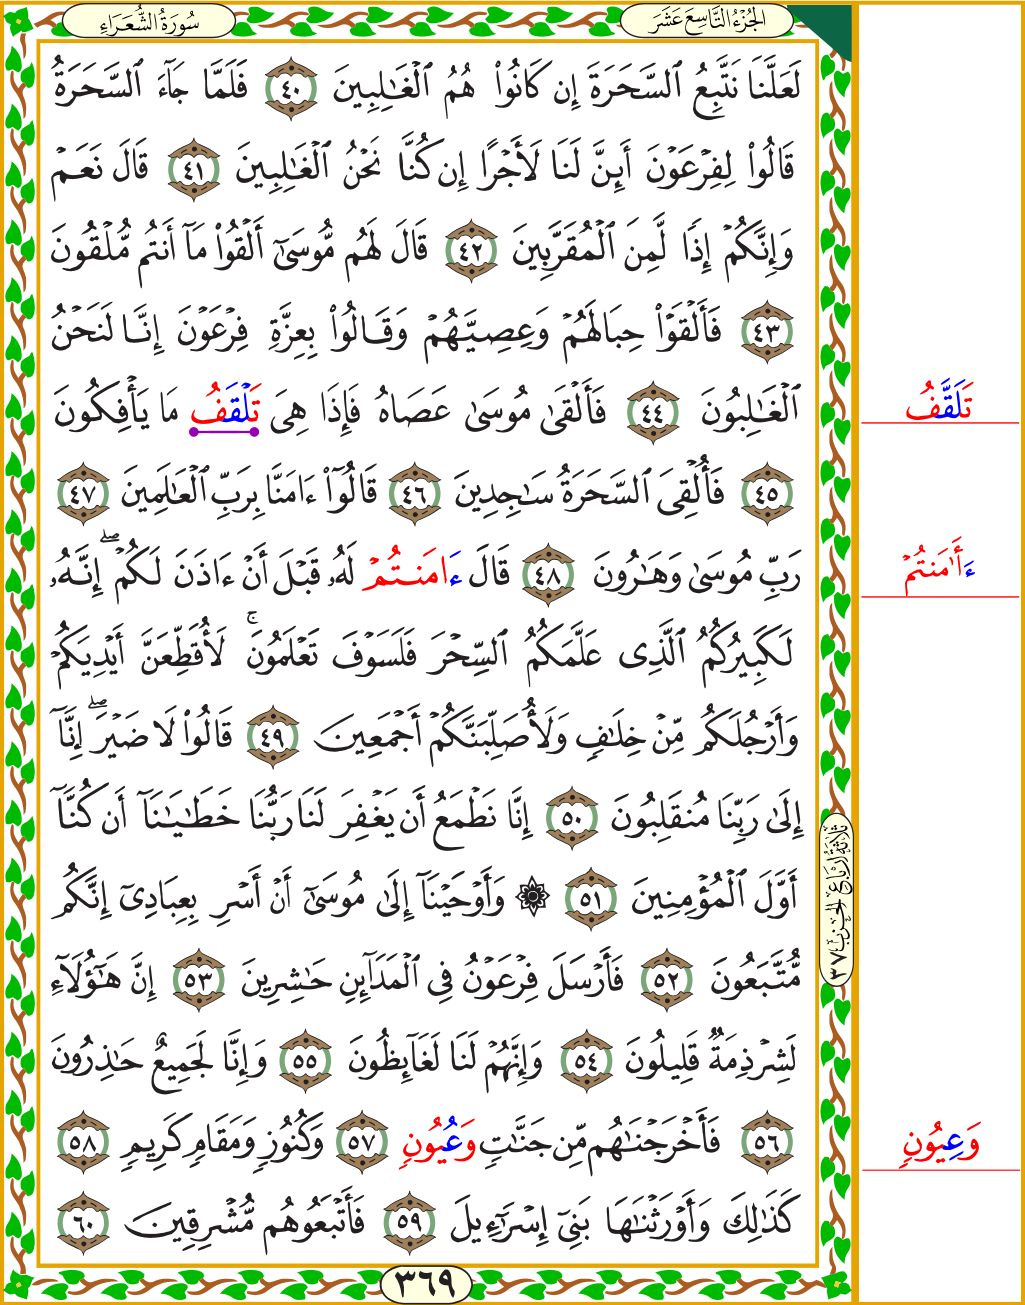 الجُزْءُ التَّاسِعَ عَشَرَ
سُورَةُ الشُّعَرَاءِ
لَعَلَّنَا نَتَّبِعُ ٱلسَّحَرَةَ إِن كَانُوا۟ هُمُ ٱلْغَـٰلِبِينَ ٤٠ فَلَمَّا جَآءَ ٱلسَّحَرَةُ
قَالُوا۟ لِفِرْعَوْنَ أَئِنَّ لَنَا لَأَجْرًا إِن كُنَّا نَحْنُ ٱلْغَـٰلِبِينَ ٤١ قَالَ نَعَمْ
وَإِنَّكُمْ إِذًا لَّمِنَ ٱلْمُقَرَّبِينَ ٤٢ قَالَ لَهُم مُّوسَىٰٓ أَلْقُوا۟ مَآ أَنتُم مُّلْقُونَ
٤٣ فَأَلْقَوْا۟ حِبَالَهُمْ وَعِصِيَّهُمْ وَقَالُوا۟ بِعِزَّةِ فِرْعَوْنَ إِنَّا لَنَحْنُ
ٱلْغَـٰلِبُونَ ٤٤ فَأَلْقَىٰ مُوسَىٰ عَصَاهُ فَإِذَا هِىَ تَلْقَفُ مَا يَأْفِكُونَ
تَلَقَّفُ
٤٥ فَأُلْقِىَ ٱلسَّحَرَةُ سَـٰجِدِينَ ٤٦ قَالُوٓا۟ ءَامَنَّا بِرَبِّ ٱلْعَـٰلَمِينَ ٤٧
رَبِّ مُوسَىٰ وَهَـٰرُونَ ٤٨ قَالَ ءَامَنتُمْ لَهُۥ قَبْلَ أَنْ ءَاذَنَ لَكُمْ ۖ إِنَّهُۥ
ءَأَٰمَنتُمْ
لَكَبِيرُكُمُ ٱلَّذِى عَلَّمَكُمُ ٱلسِّحْرَ فَلَسَوْفَ تَعْلَمُونَ ۚ لَأُقَطِّعَنَّ أَيْدِيَكُمْ
وَأَرْجُلَكُم مِّنْ خِلَـٰفٍ وَلَأُصَلِّبَنَّكُمْ أَجْمَعِينَ ٤٩ قَالُوا۟ لَا ضَيْرَ ۖ إِنَّآ
إِلَىٰ رَبِّنَا مُنقَلِبُونَ ٥٠ إِنَّا نَطْمَعُ أَن يَغْفِرَ لَنَا رَبُّنَا خَطَـٰيَـٰنَآ أَن كُنَّآ
أَوَّلَ ٱلْمُؤْمِنِينَ ٥١ ۞ وَأَوْحَيْنَآ إِلَىٰ مُوسَىٰٓ أَنْ أَسْرِ بِعِبَادِىٓ إِنَّكُم
ثَلَاثَةُ أَرْبَاعِ الحِزْبِ ٣٧
مُّتَّبَعُونَ ٥٢ فَأَرْسَلَ فِرْعَوْنُ فِى ٱلْمَدَآئِنِ حَـٰشِرِينَ ٥٣ إِنَّ هَـٰٓؤُلَآءِ
لَشِرْذِمَةٌ قَلِيلُونَ ٥٤ وَإِنَّهُمْ لَنَا لَغَآئِظُونَ ٥٥ وَإِنَّا لَجَمِيعٌ حَـٰذِرُونَ
٥٦ فَأَخْرَجْنَـٰهُم مِّن جَنَّـٰتٍ وَعُيُونٍ ٥٧ وَكُنُوزٍ وَمَقَامٍ كَرِيمٍ ٥٨
وَعِيُونٍ
كَذَٰلِكَ وَأَوْرَثْنَـٰهَا بَنِىٓ إِسْرَٰٓءِيلَ ٥٩ فَأَتْبَعُوهُم مُّشْرِقِينَ ٦٠
٣٦٩